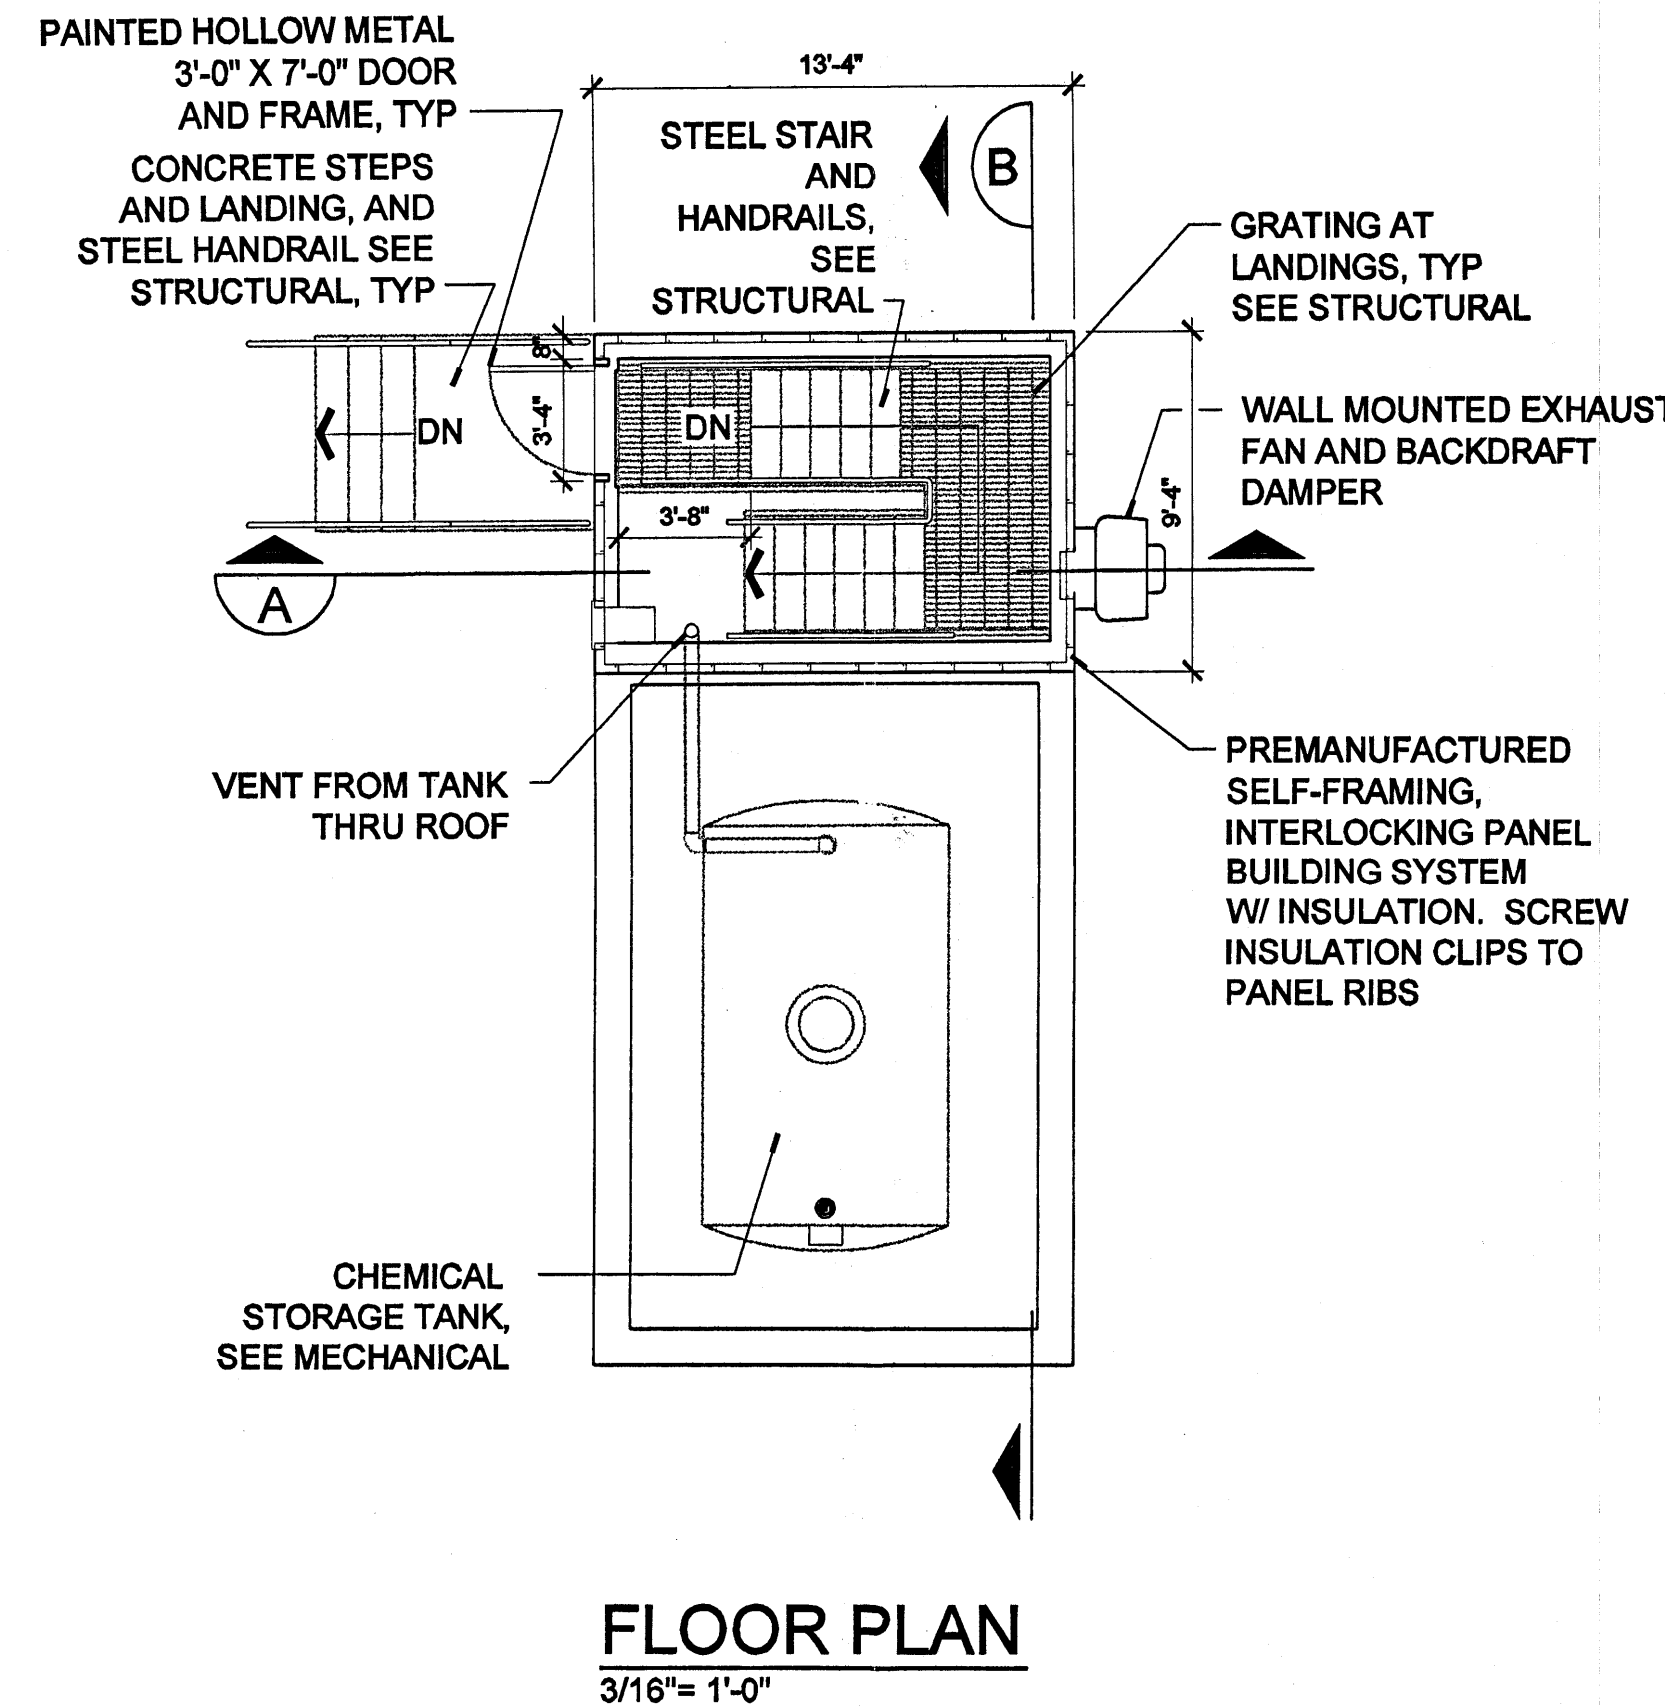 PAINTED HOLLOW METAL
3'-0" X 7'-0" DOOR
AND FRAME, TYP
CONCRETE STEPS
AND LANDING, AND
STEEL HANDRAIL SEE
STRUCTURAL, TYP
13'-4"
STEEL STAIR
AND
HANDRAILS,
SEE
STRUCTURAL
B
GRATING AT
LANDINGS, TYP
SEE STRUCTURAL
WALL MOUNTED EXHAUST
FAN AND BACKDRAFT
DAMPER
8"
3'-4"
DN
DN
3'-8"
9'-4"
A
VENT FROM TANK
THRU ROOF
PREMANUFACTURED
SELF-FRAMING,
INTERLOCKING PANEL
BUILDING SYSTEM
W/ INSULATION. SCREW
INSULATION CLIPS TO
PANEL RIBS
CHEMICAL
STORAGE TANK,
SEE MECHANICAL
FLOOR PLAN
3/16"= 1'-0"